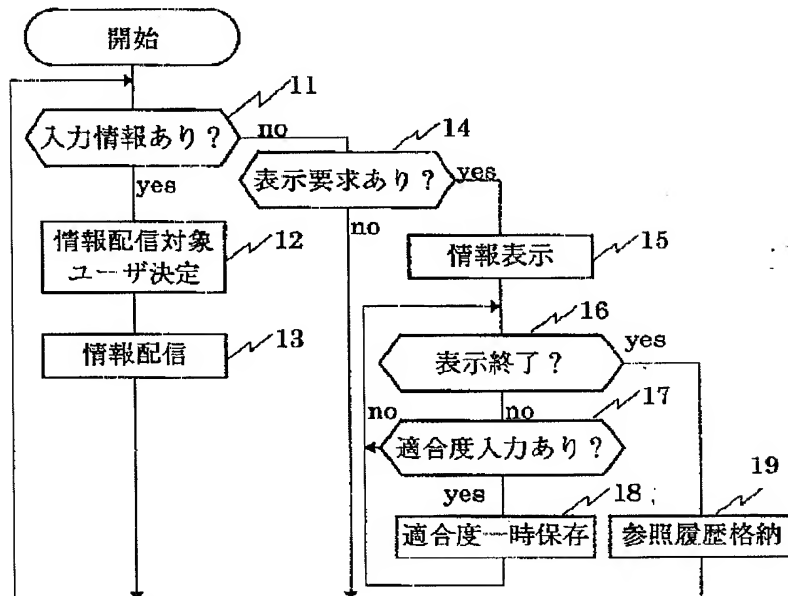 開始
11
入力情報あり?
no
yes
14
表示要求あり?
yes
no
情報配信対象
ユーザ決定
12
情報表示
15
情報配信
13
16
表示終了?
yes
no
17
適合度入力あり?
no
yes
18
適合度一時保存
19
参照履歴格納